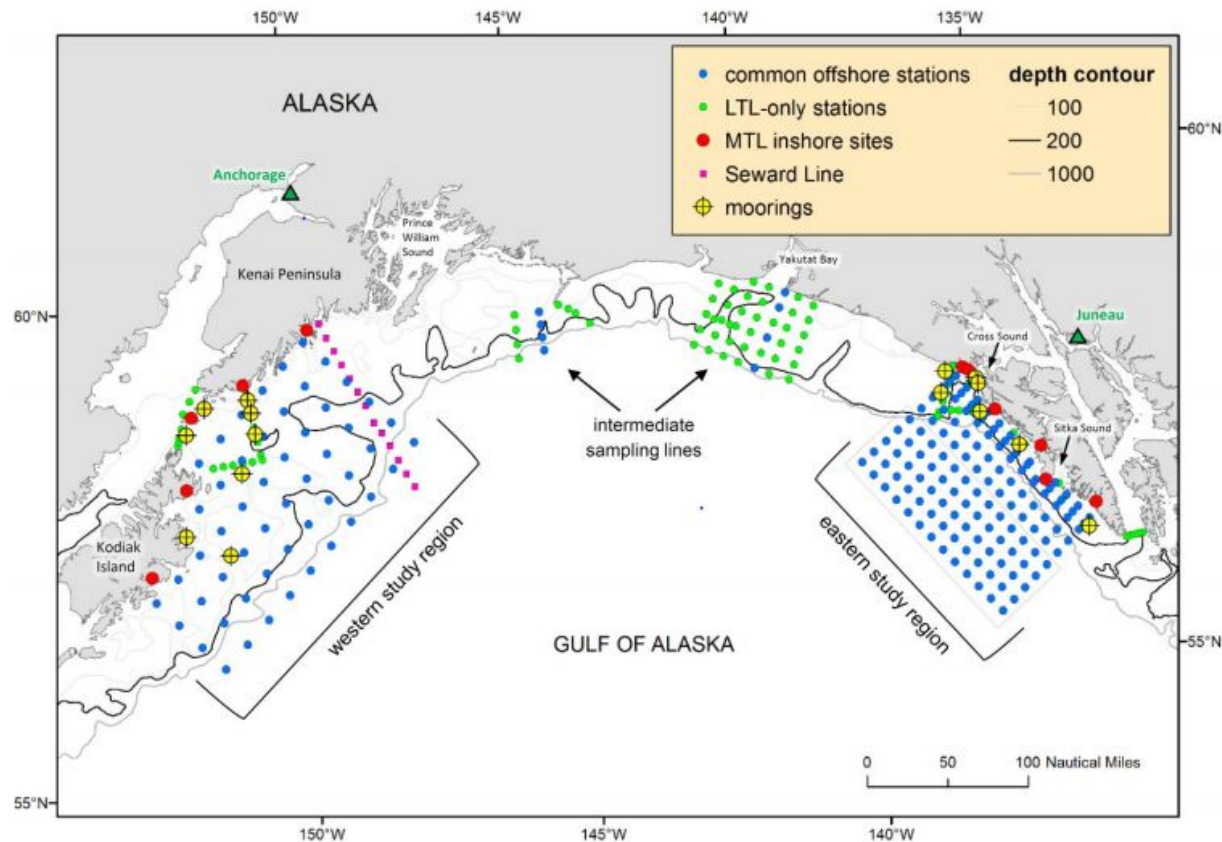 150°W 145°W 140°W 135°W
common offshore stations
LTL-only stations
MTL inshore sites
Seward Line
moorings
depth contour
100
200
1000
ALASKA
60°N
Anchorage
Prince
William
Sound
Kenai Peninsula
Yakutat Bay
60°N
Juneau
Cross Sound
intermediate
sampling lines
Sitka Sound
Kodiak
Island
western study region
eastern study region
GULF OF ALASKA
55°N
0 50 100 Nautical Miles
55°N
150°W 145°W 140°W